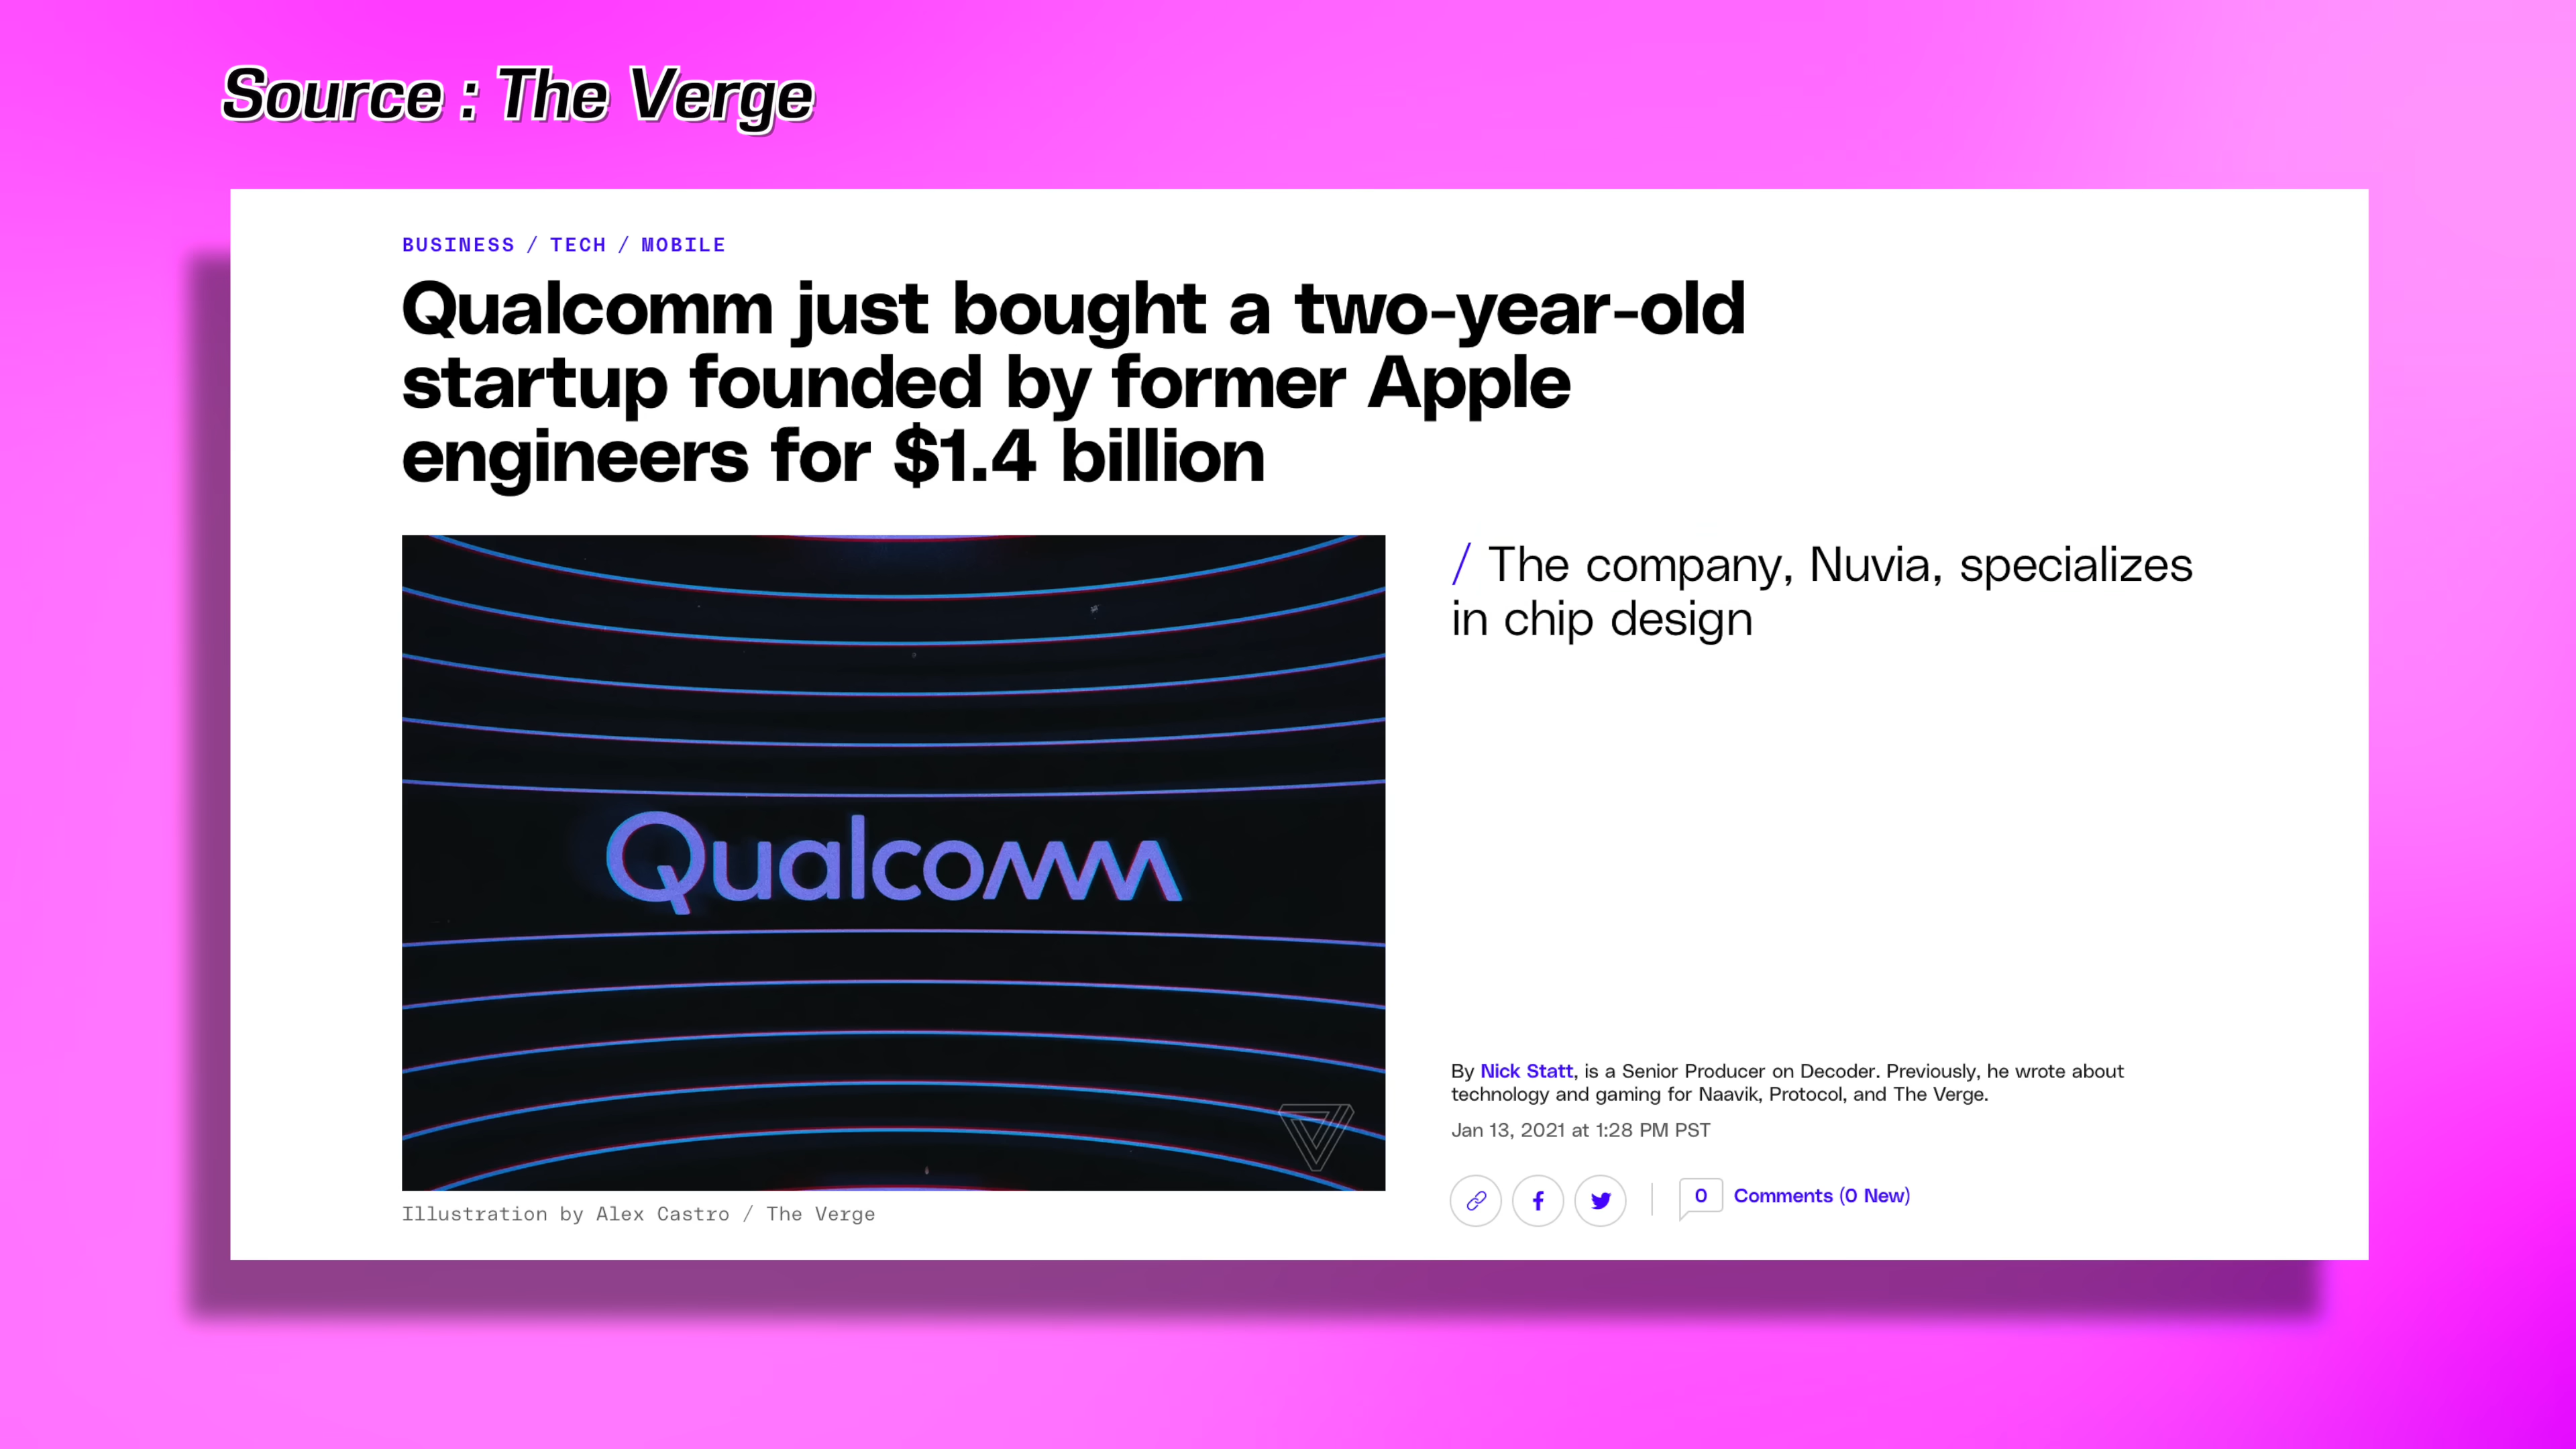 Source : The Verge
BUSINESS / TECH / MOBILE
Qualcomm just bought a two-year-old
startup founded by former Apple
engineers for $1.4 billion
/ The company, Nuvia, specializes
in chip design
Qualcomm
By Nick Statt, is a Senior Producer on Decoder. Previously, he wrote about
technology and gaming for Naavik, Protocol, and The Verge.
Jan 13, 2021 at 1:28 PM PST
0 Comments (0 New)
Illustration by Alex Castro / The Verge